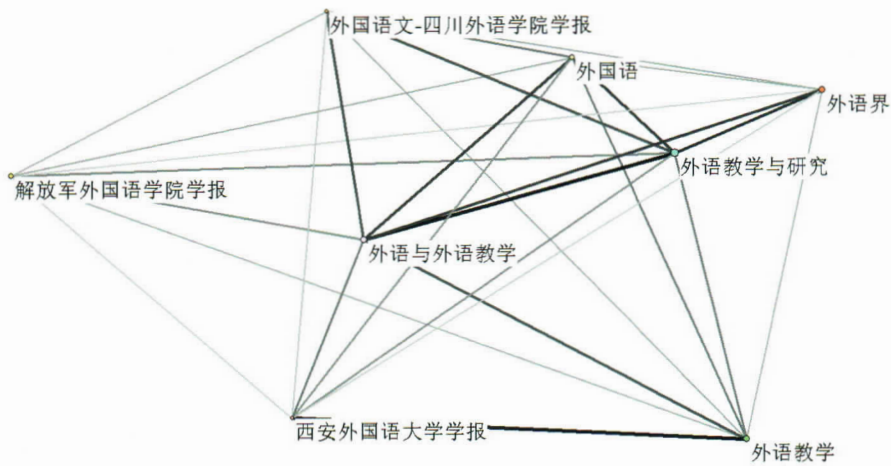 外国语文-四川外语学院学报
外国语
外语界
外语教学与研究
解放军外国语学院学报
外语与外语教学
西安外国语大学学报
外语教学